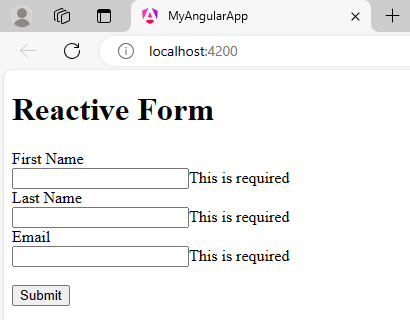 MyAngularApp
localhost:4200
Reactive Form
First Name
This is required
Last Name
This is required
Email
This is required
Submit